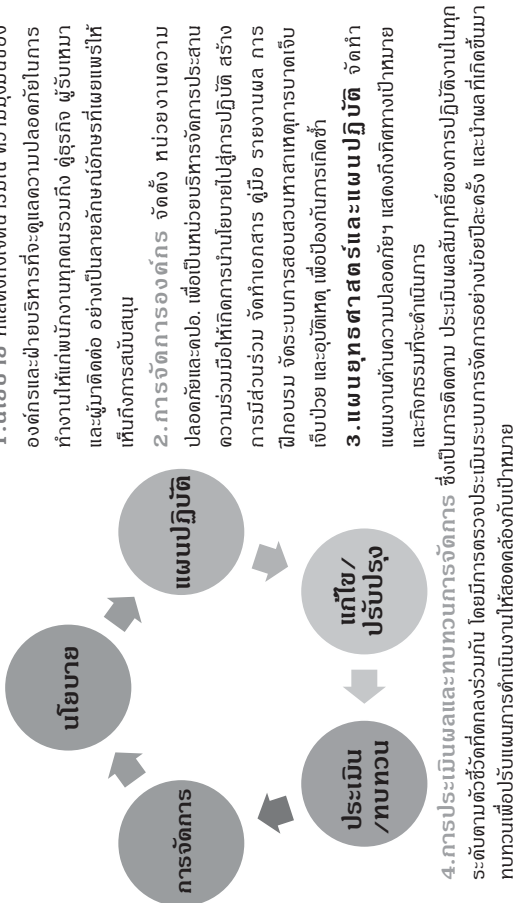 1.นโยบาย ที่แสดงถึงเจตนารมณ์ ความมุ่งมั่นของ
องค์กรและฝ่ายบริหารที่จะดูแลความปลอดภัยในการ
ทำงานให้แก่พนักงานทุกคนรวมถึง คู่ธุรกิจ ผู้รับเหมา
และผู้มาติดต่อ อย่างเป็นลายลักษณ์อักษรที่เผยแพร่ให้
เห็นถึงการสนับสนุน
2.การจัดการองค์กร จัดตั้ง หน่วยงานความ
ปลอดภัยและคปอ. เพื่อเป็นหน่วยบริหารจัดการประสาน
ความร่วมมือให้เกิดการนำนโยบายไปสู่การปฏิบัติ สร้าง
การมีส่วนร่วม จัดทำเอกสาร คู่มือ รายงานผล การ
ฝึกอบรม จัดระบบการสอบสวนหาสาเหตุการบาดเจ็บ
เจ็บป่วย และอุบัติเหตุ เพื่อป้องกันการเกิดซ้ำ
3.แผนยุทธศาสตร์และแผนปฏิบัติ จัดทำ
แผนงานด้านความปลอดภัยฯ แสดงถึงทิศทางเป้าหมาย
และกิจกรรมที่จะดำเนินการ
นโยบาย
แผนปฏิบัติ
แก้ไข/
ปรับปรุง
ประเมิน
/ทบทวน
การจัดการ
4.การประเมินผลและทบทวนการจัดการ ซึ่งเป็นการติดตาม ประเมินผลสัมฤทธิ์ของการปฏิบัติงานในทุก
ระดับตามตัวชี้วัดที่ตกลงร่วมกัน โดยมีการตรวจประเมินระบบการจัดการอย่างน้อยปีละครั้ง และนำผลที่เกิดขึ้นมา
ทบทวนเพื่อปรับแผนการดำเนินงานให้สอดคล้องกับเป้าหมาย